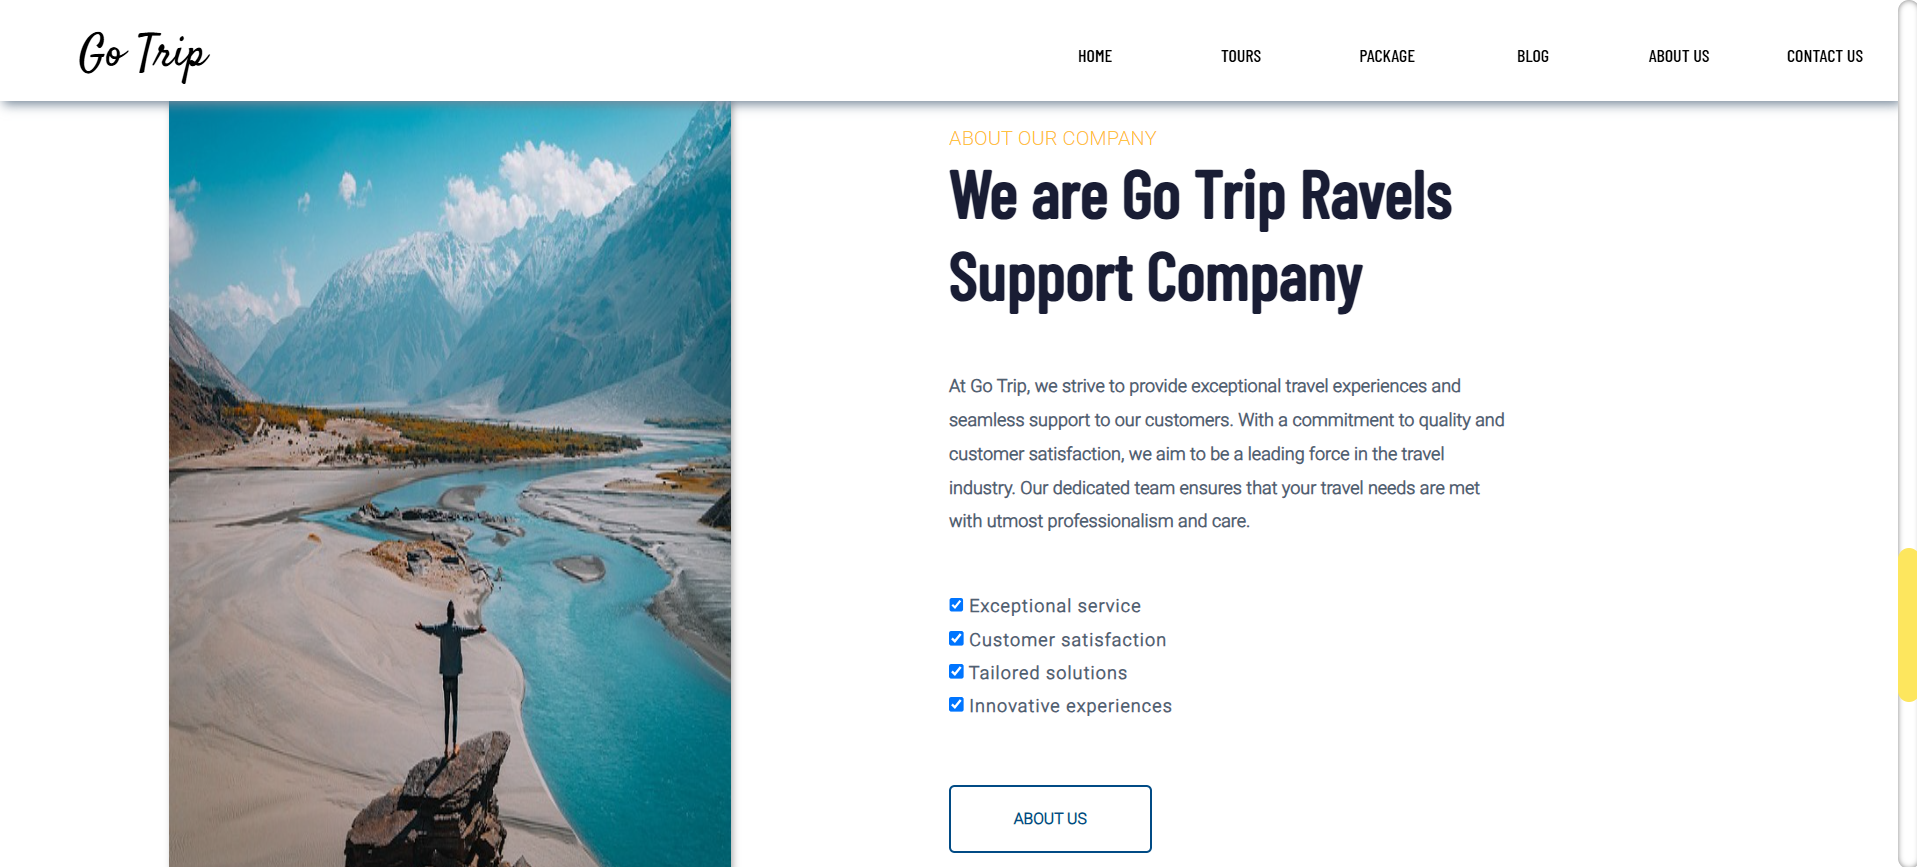 Go Trip
HOME TOURS PACKAGE BLOG ABOUT US CONTACT US
ABOUT OUR COMPANY
We are Go Trip Ravels
Support Company
At Go Trip, we strive to provide exceptional travel experiences and
seamless support to our customers. With a commitment to quality and
customer satisfaction, we aim to be a leading force in the travel
industry. Our dedicated team ensures that your travel needs are met
with utmost professionalism and care.
Exceptional service
Customer satisfaction
Tailored solutions
Innovative experiences
ABOUT US